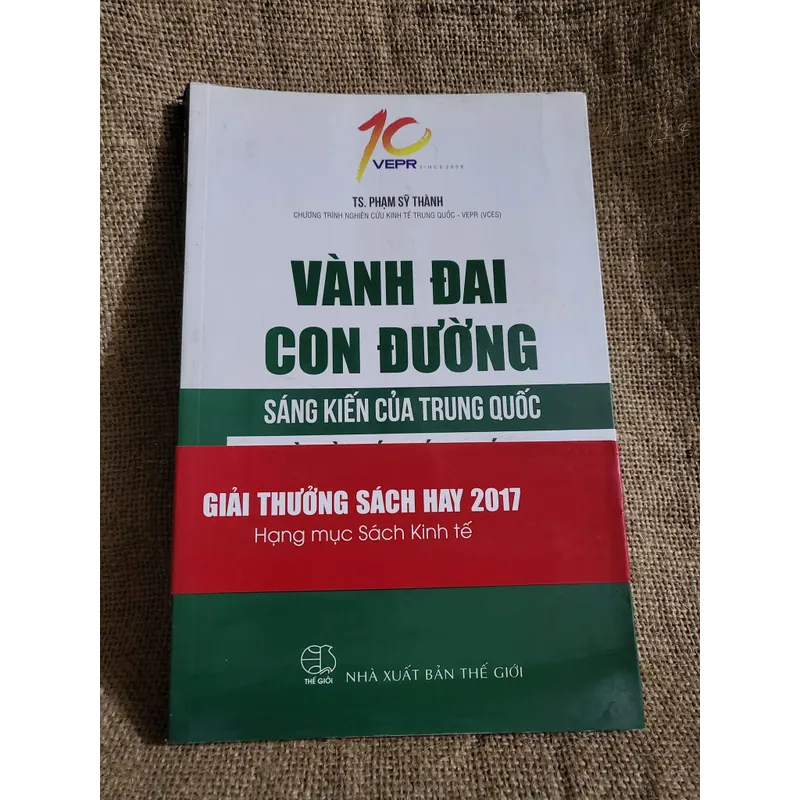 10
VEPR SINCE 2008
TS. PHẠM SỸ THÀNH
CHƯƠNG TRÌNH NGHIÊN CỨU KINH TẾ TRUNG QUỐC - VEPR (VCES)
VÀNH ĐAI
CON ĐƯỜNG
SÁNG KIẾN CỦA TRUNG QUỐC
GIẢI THƯỞNG SÁCH HAY 2017
Hạng mục Sách Kinh tế
THẾ GIỚI
NHÀ XUẤT BẢN THẾ GIỚI